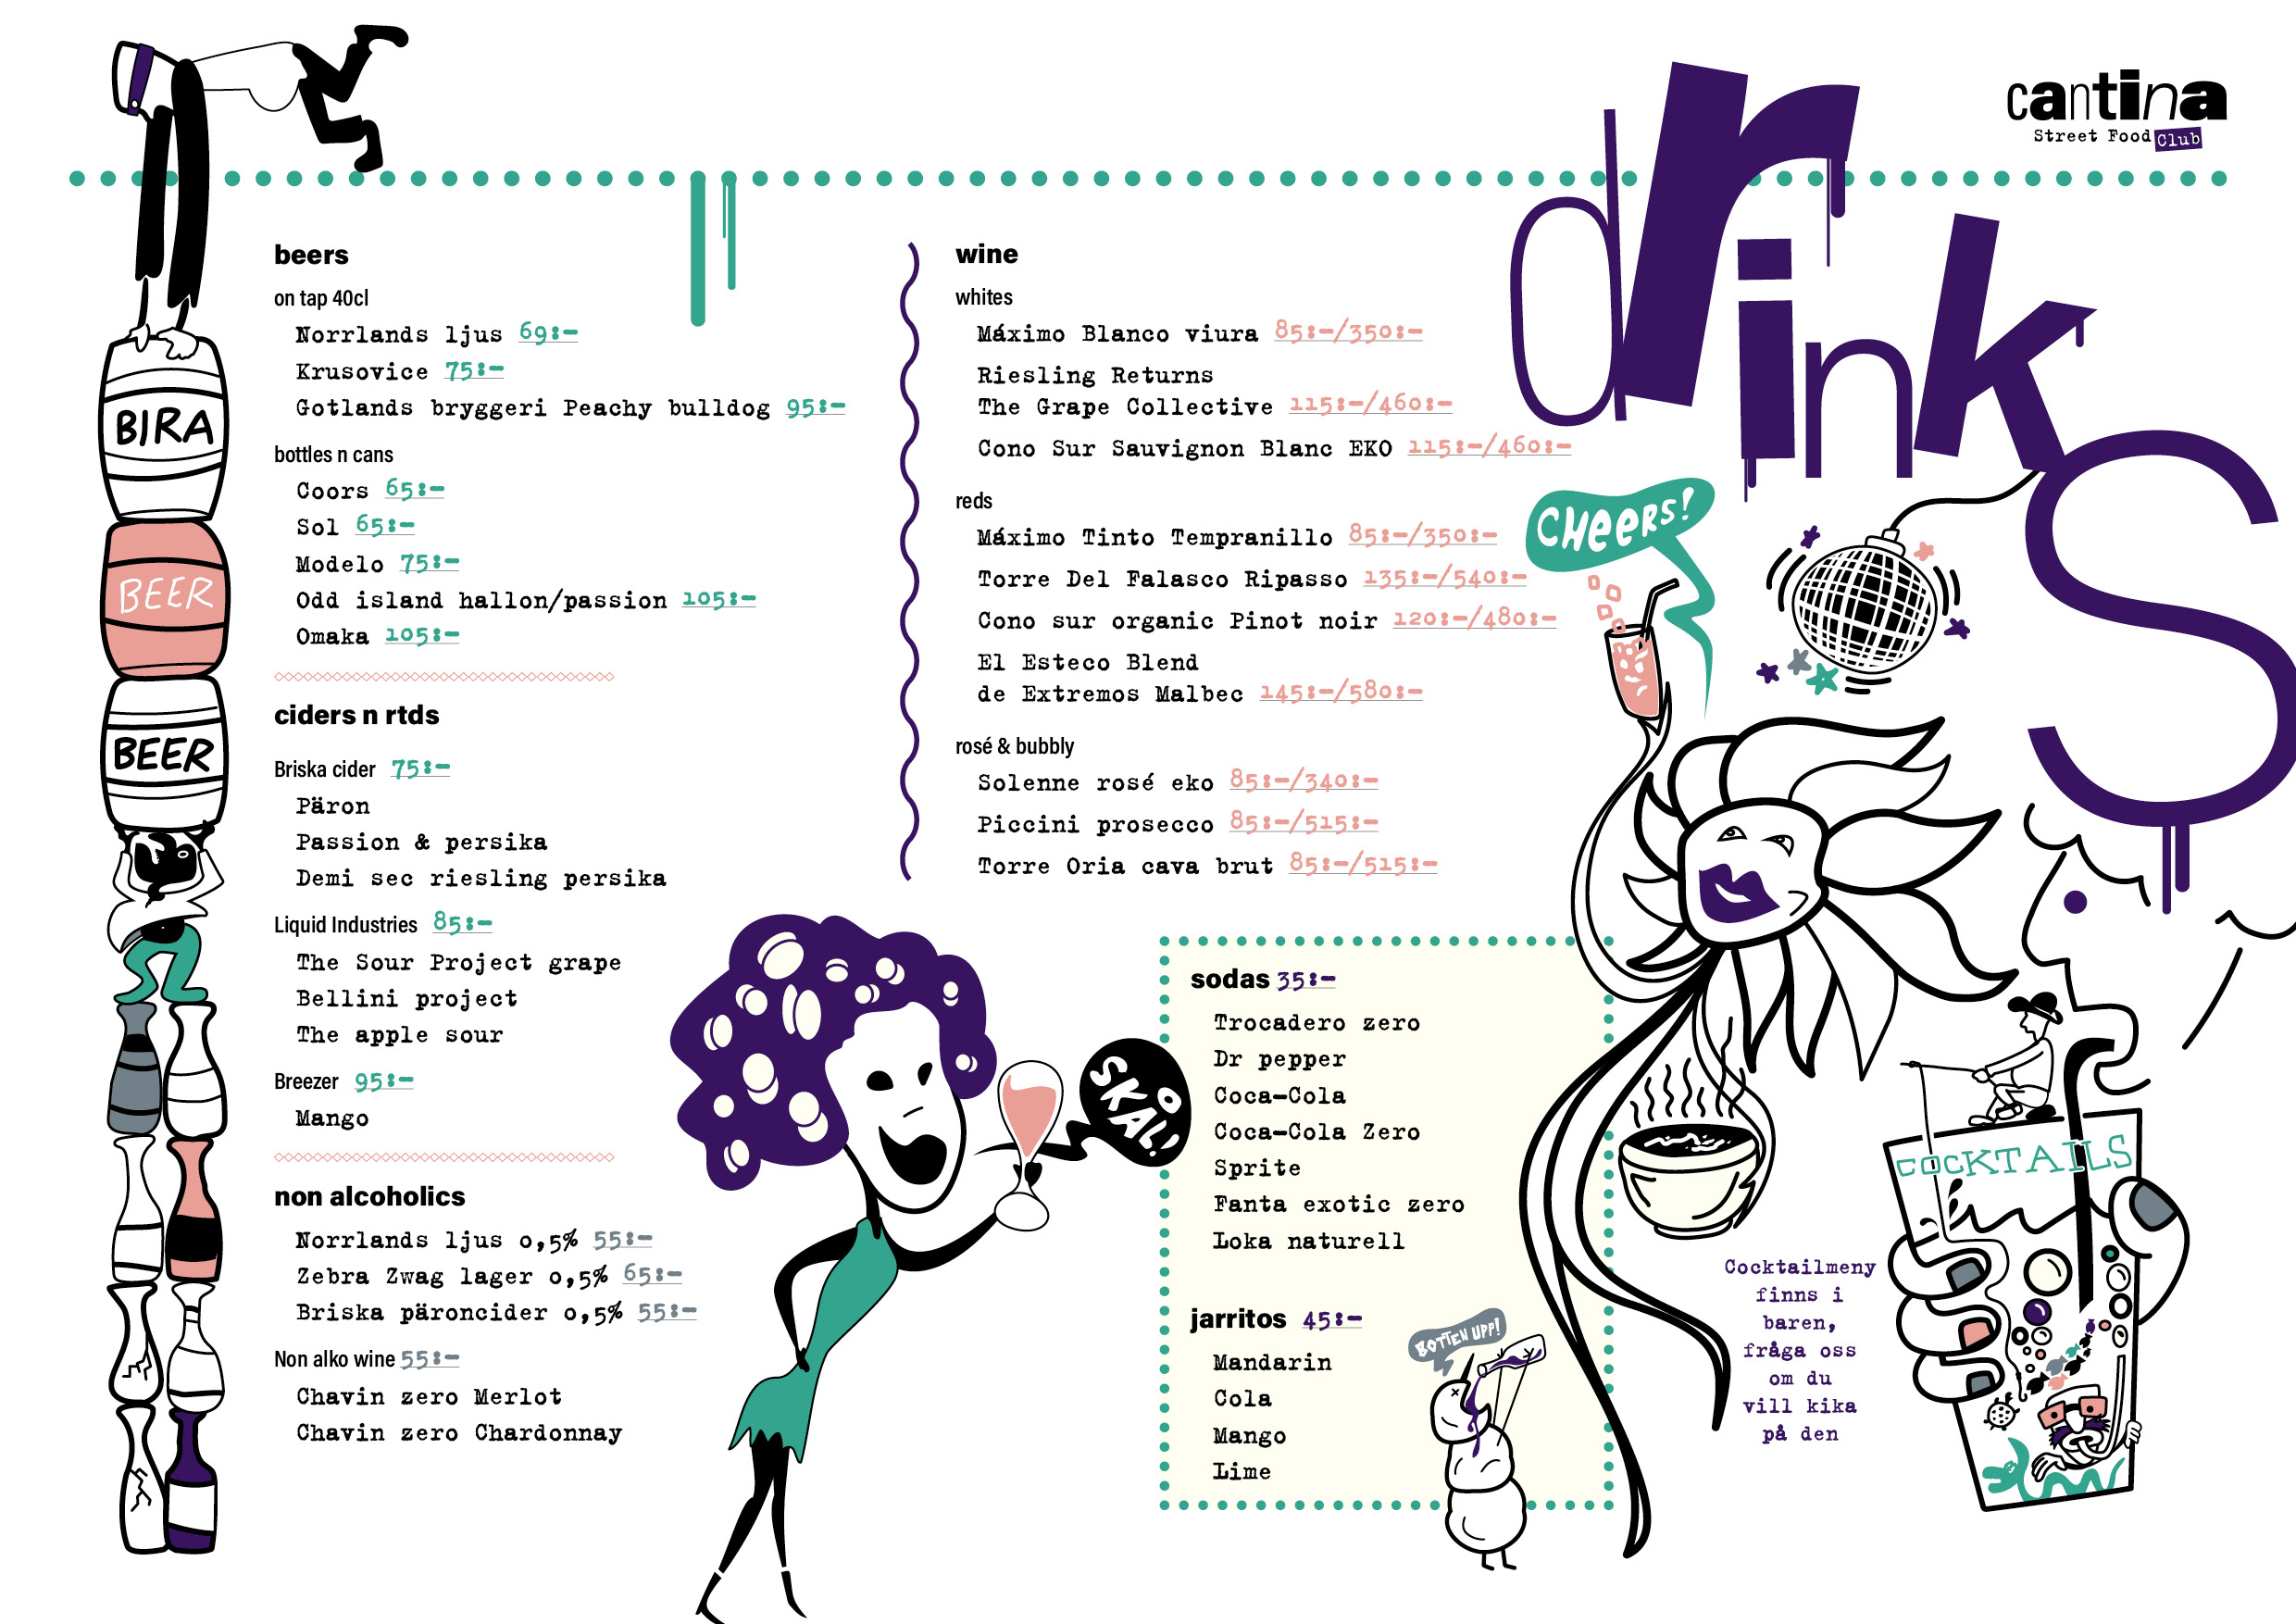 cantina
Street Food Club
drinks
beers
on tap 40cl
Norrlands ljus 69:-
Krusovice 75:-
Gotlands bryggeri Peachy bulldog 95:-
bottles n cans
Coors 65:-
Sol 65:-
Modelo 75:-
Odd island hallon/passion 105:-
Omaka 105:-
ciders n rtds
Briska cider 75:-
Päron
Passion & persika
Demi sec riesling persika
Liquid Industries 85:-
The Sour Project grape
Bellini project
The apple sour
Breezer 95:-
Mango
non alcoholics
Norrlands ljus 0,5% 55:-
Zebra Zwag lager 0,5% 65:-
Briska päroncider 0,5% 55:-
Non alko wine 55:-
Chavin zero Merlot
Chavin zero Chardonnay
BIRA
BEER
BEER
wine
whites
Máximo Blanco viura 85:-/350:-
Riesling Returns
The Grape Collective 115:-/460:-
Cono Sur Sauvignon Blanc EKO 115:-/460:-
reds
Máximo Tinto Tempranillo 85:-/350:-
Torre Del Falasco Ripasso 135:-/540:-
Cono sur organic Pinot noir 120:-/480:-
El Esteco Blend
de Extremos Malbec 145:-/580:-
rosé & bubbly
Solenne rosé eko 85:-/340:-
Piccini prosecco 85:-/515:-
Torre Oria cava brut 85:-/515:-
CHEERS!
SKÅL!
sodas 35:-
Trocadero zero
Dr pepper
Coca-Cola
Coca-Cola Zero
Sprite
Fanta exotic zero
Loka naturell
jarritos 45:-
Mandarin
Cola
Mango
Lime
BOTTEN UPP!
COCKTAILS
Cocktailmeny
finns i
baren,
fråga oss
om du
vill kika
på den